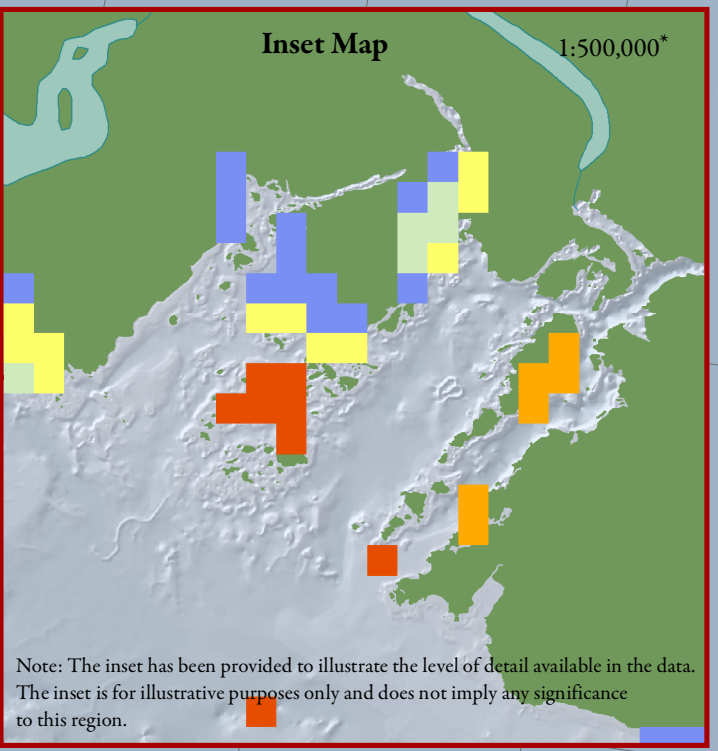 Inset Map
1:500,000*
Note: The inset has been provided to illustrate the level of detail available in the data.
The inset is for illustrative purposes only and does not imply any significance
to this region.